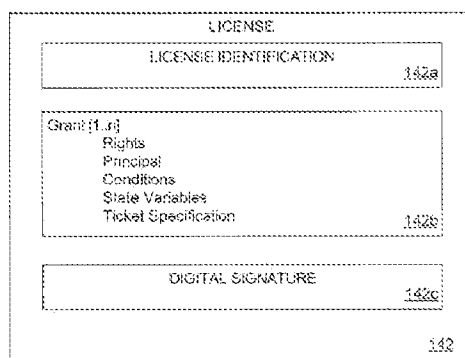 LICENSE
LICENSE IDENTIFICATION
142a
Grant [1..n]
Rights
Principal
Conditions
State Variables
Ticket Specification
142b
DIGITAL SIGNATURE
142c
142